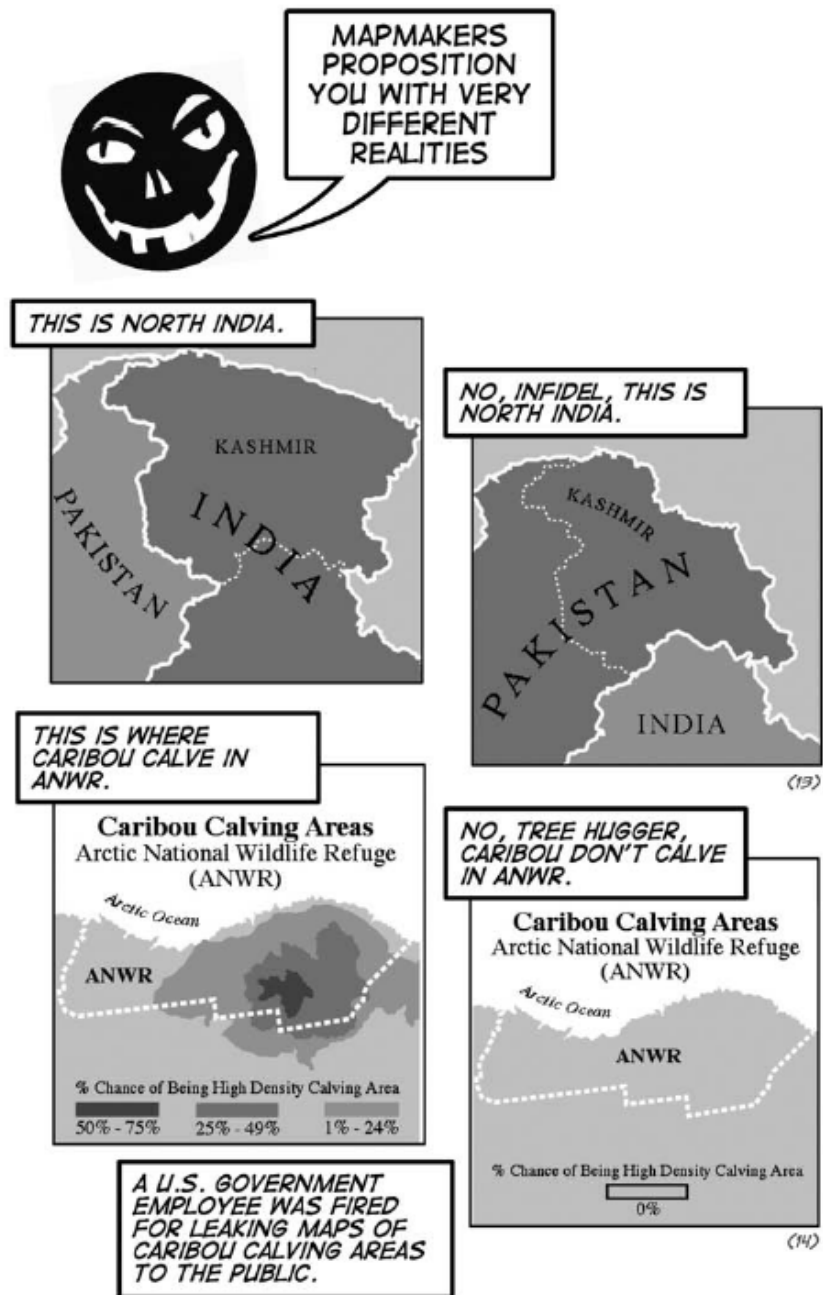 MAPMAKERS
PROPOSITION
YOU WITH VERY
DIFFERENT
REALITIES
THIS IS NORTH INDIA.
KASHMIR
INDIA
PAKISTAN
NO, INFIDEL, THIS IS
NORTH INDIA.
KASHMIR
PAKISTAN
INDIA
(13)
THIS IS WHERE
CARIBOU CALVE IN
ANWR.
Caribou Calving Areas
Arctic National Wildlife Refuge
(ANWR)
Arctic Ocean
ANWR
% Chance of Being High Density Calving Area
50% - 75% 25% - 49% 1% - 24%
NO, TREE HUGGER,
CARIBOU DON'T CALVE
IN ANWR.
Caribou Calving Areas
Arctic National Wildlife Refuge
(ANWR)
Arctic Ocean
ANWR
% Chance of Being High Density Calving Area
0%
(14)
A U.S. GOVERNMENT
EMPLOYEE WAS FIRED
FOR LEAKING MAPS OF
CARIBOU CALVING AREAS
TO THE PUBLIC.